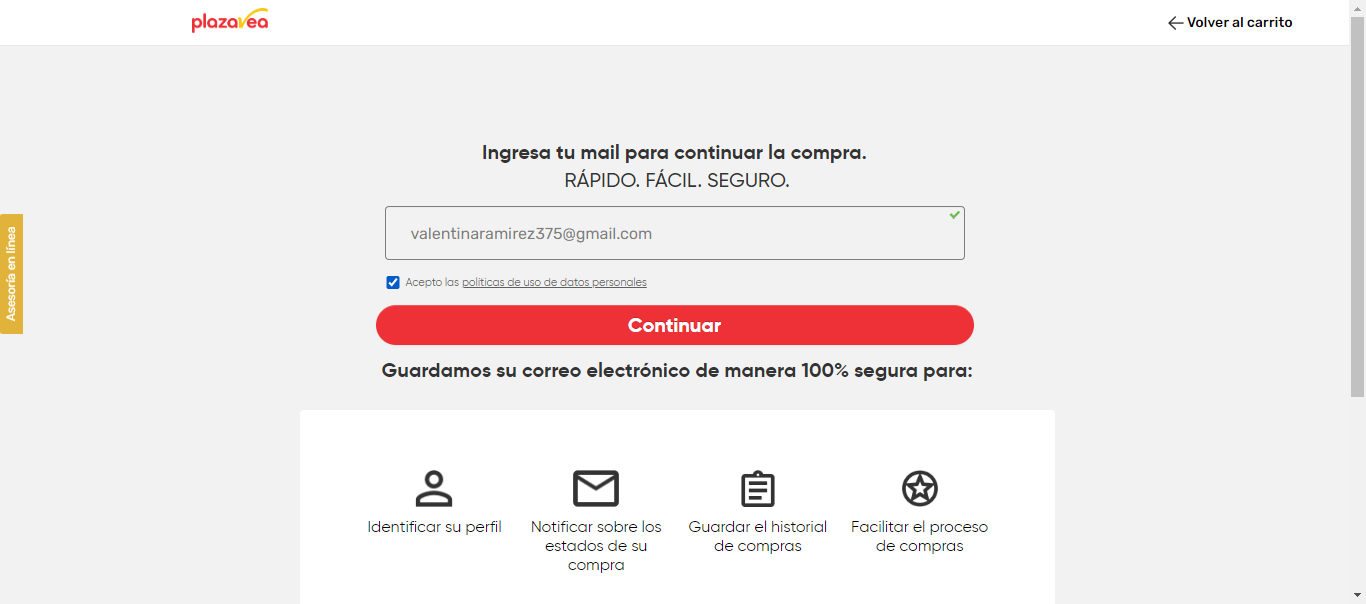 plazavea
Volver al carrito
Ingresa tu mail para continuar la compra.
RÁPIDO. FÁCIL. SEGURO.
valentinaramirez375@gmail.com
Acepto las políticas de uso de datos personales
Continuar
Asesoría en línea
Guardamos su correo electrónico de manera 100% segura para:
Identificar su perfil
Notificar sobre los
estados de su
compra
Guardar el historial
de compras
Facilitar el proceso
de compras